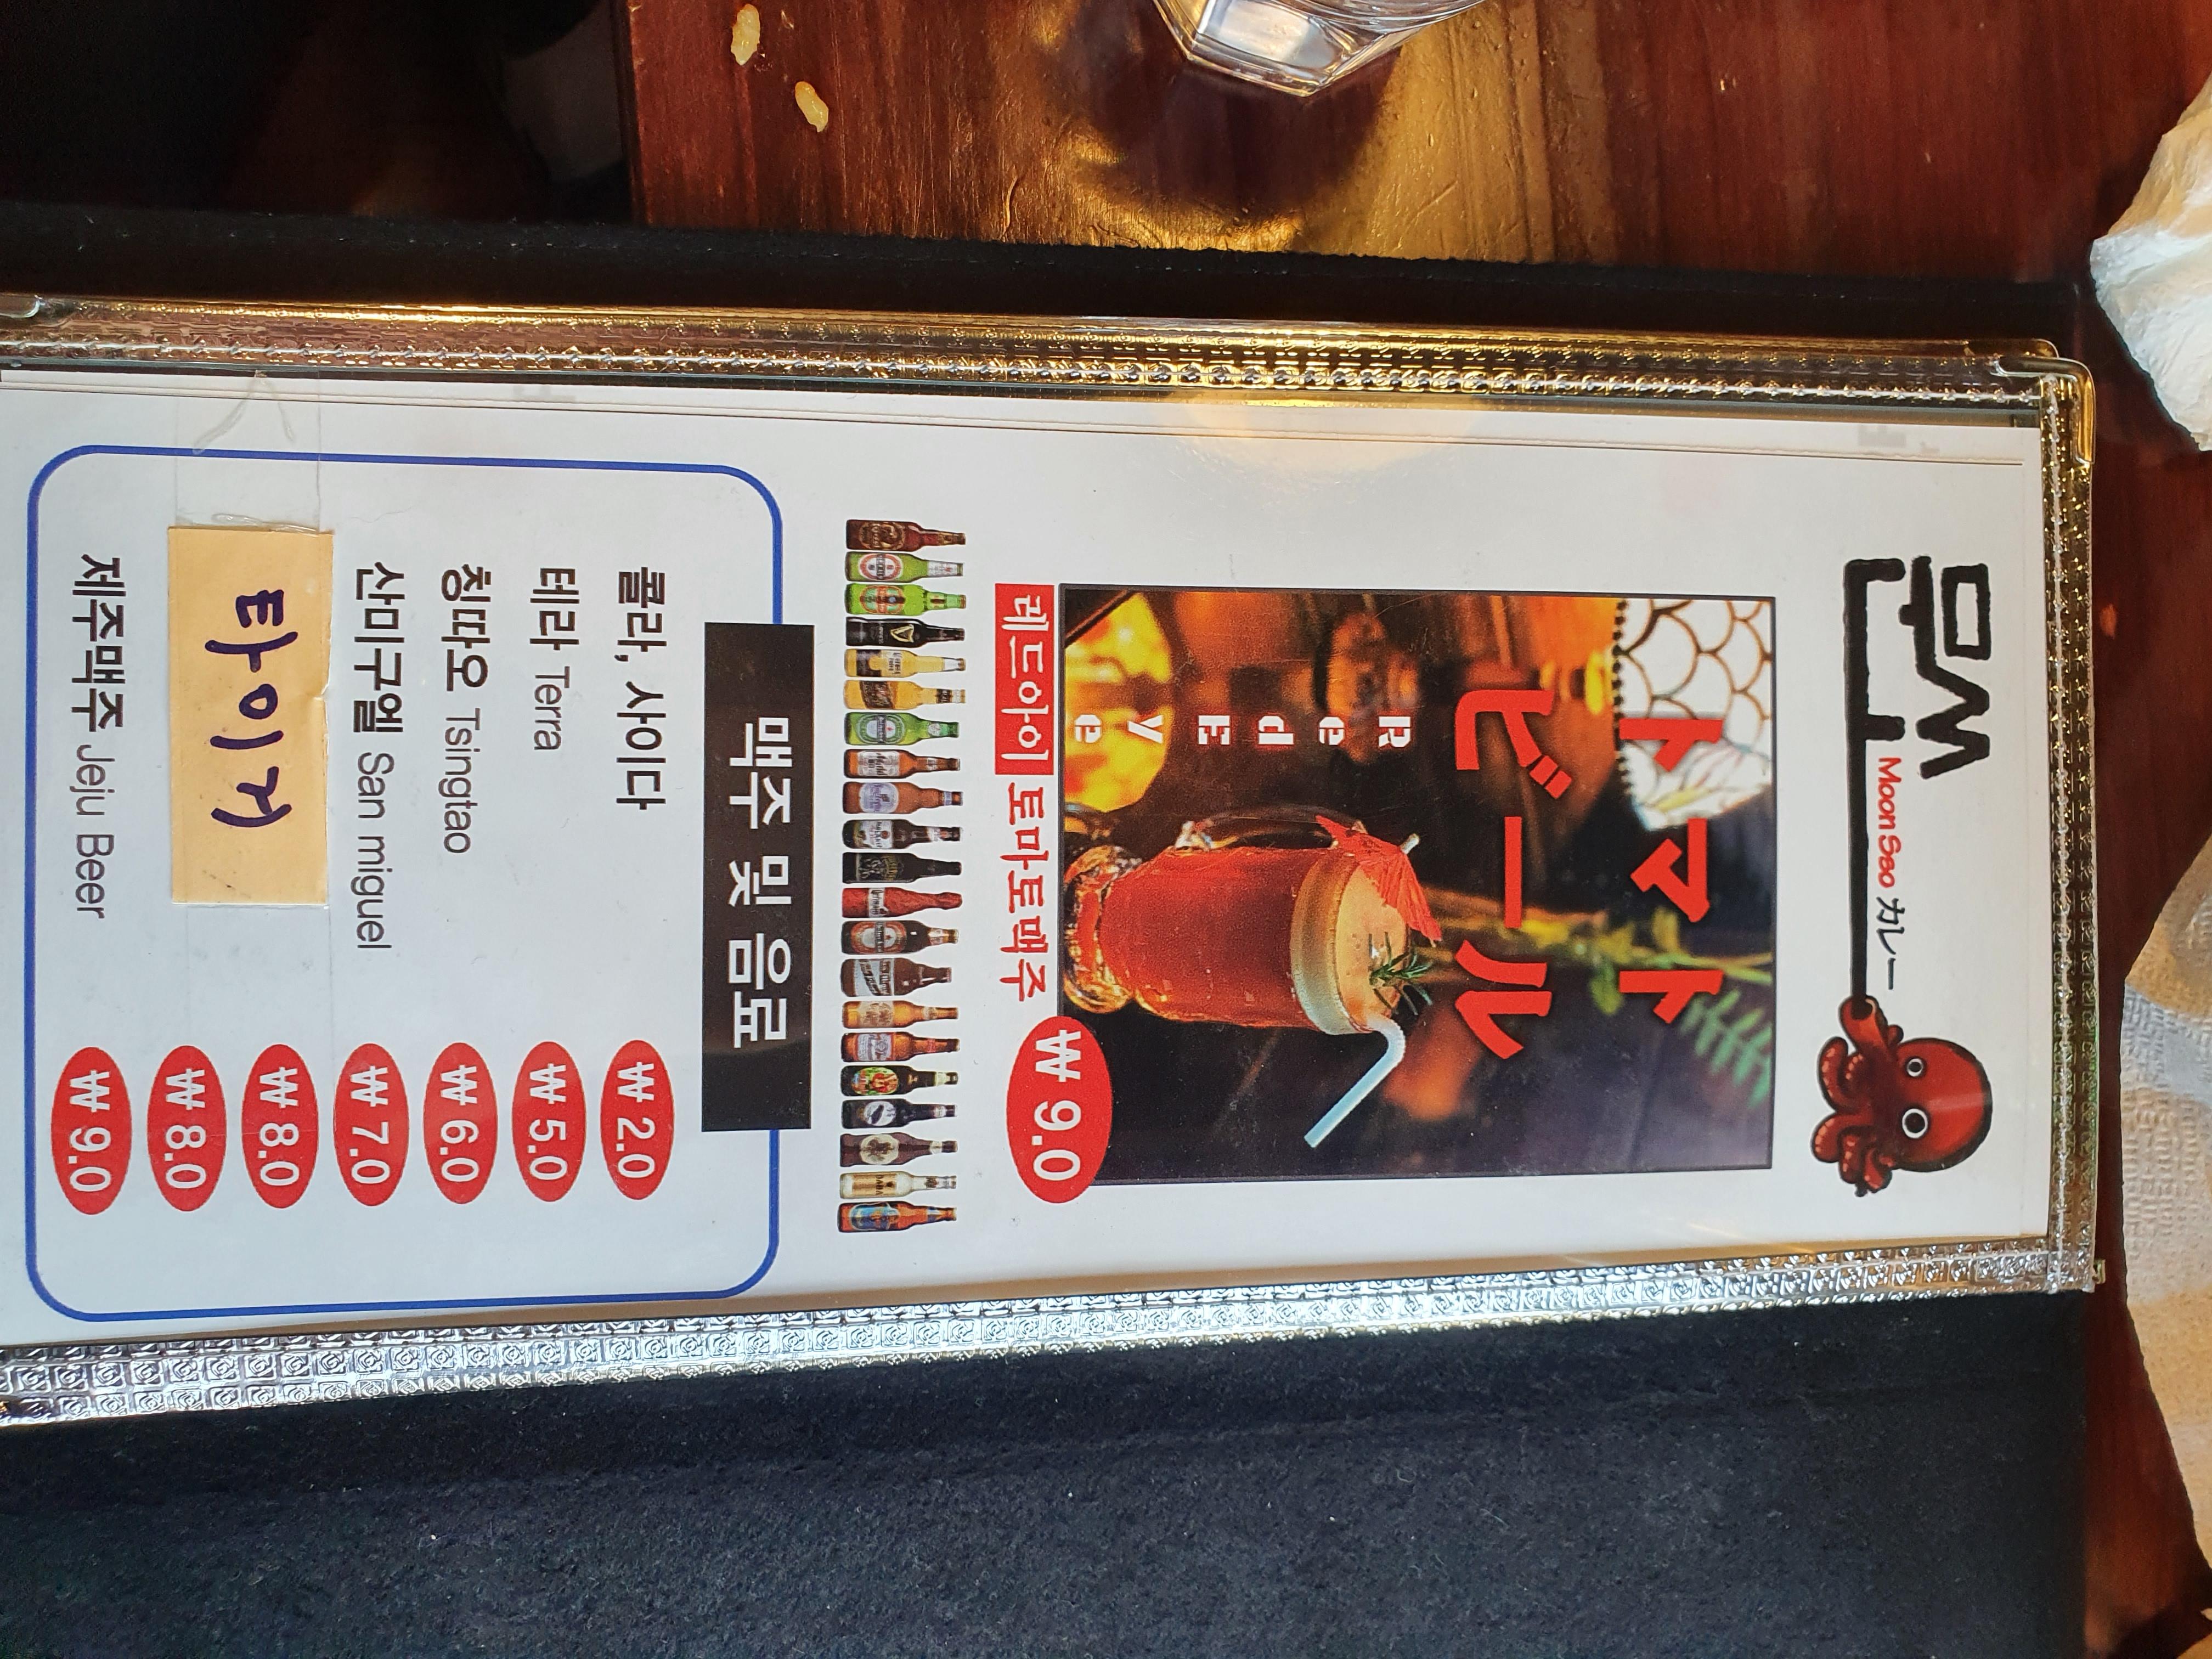 Moon Seo カレー
トマト
ビール
Red Eye
레드아이 토마토맥주 ₩ 9.0
맥주 및 음료
콜라, 사이다 ₩ 2.0
테라 Terra ₩ 5.0
칭따오 Tsingtao ₩ 6.0
산미구엘 San miguel ₩ 7.0
타이거 ₩ 8.0
₩ 8.0
제주맥주 Jeju Beer ₩ 9.0